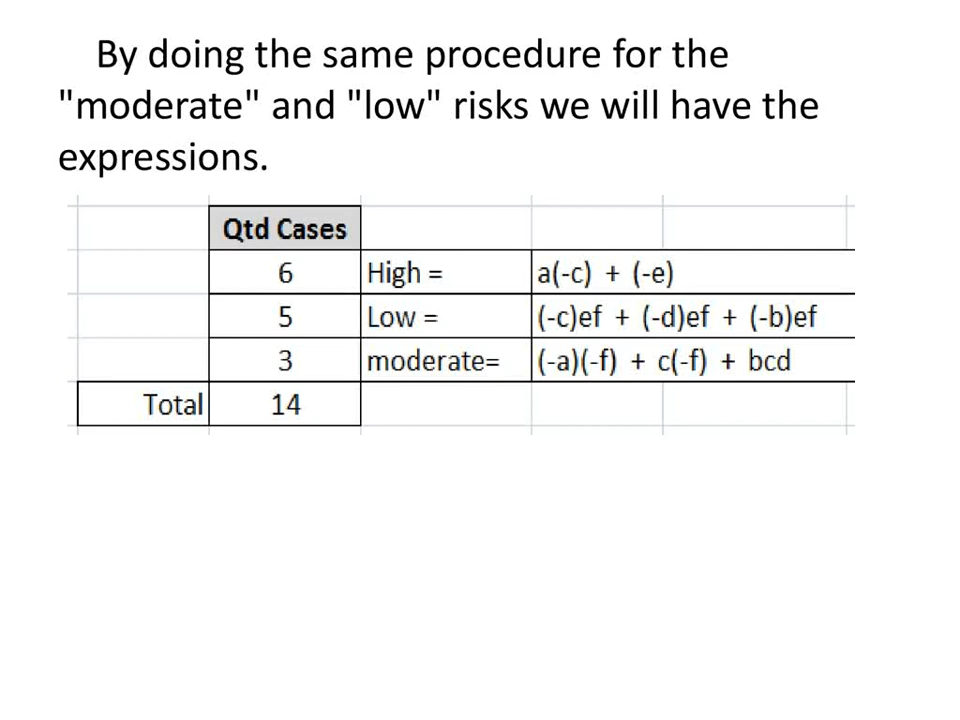 By doing the same procedure for the
"moderate" and "low" risks we will have the
expressions.
Qtd Cases
6 High = a(-c) + (-e)
5 Low = (-c)ef + (-d)ef + (-b)ef
3 moderate= (-a)(-f) + c(-f) + bcd
Total 14